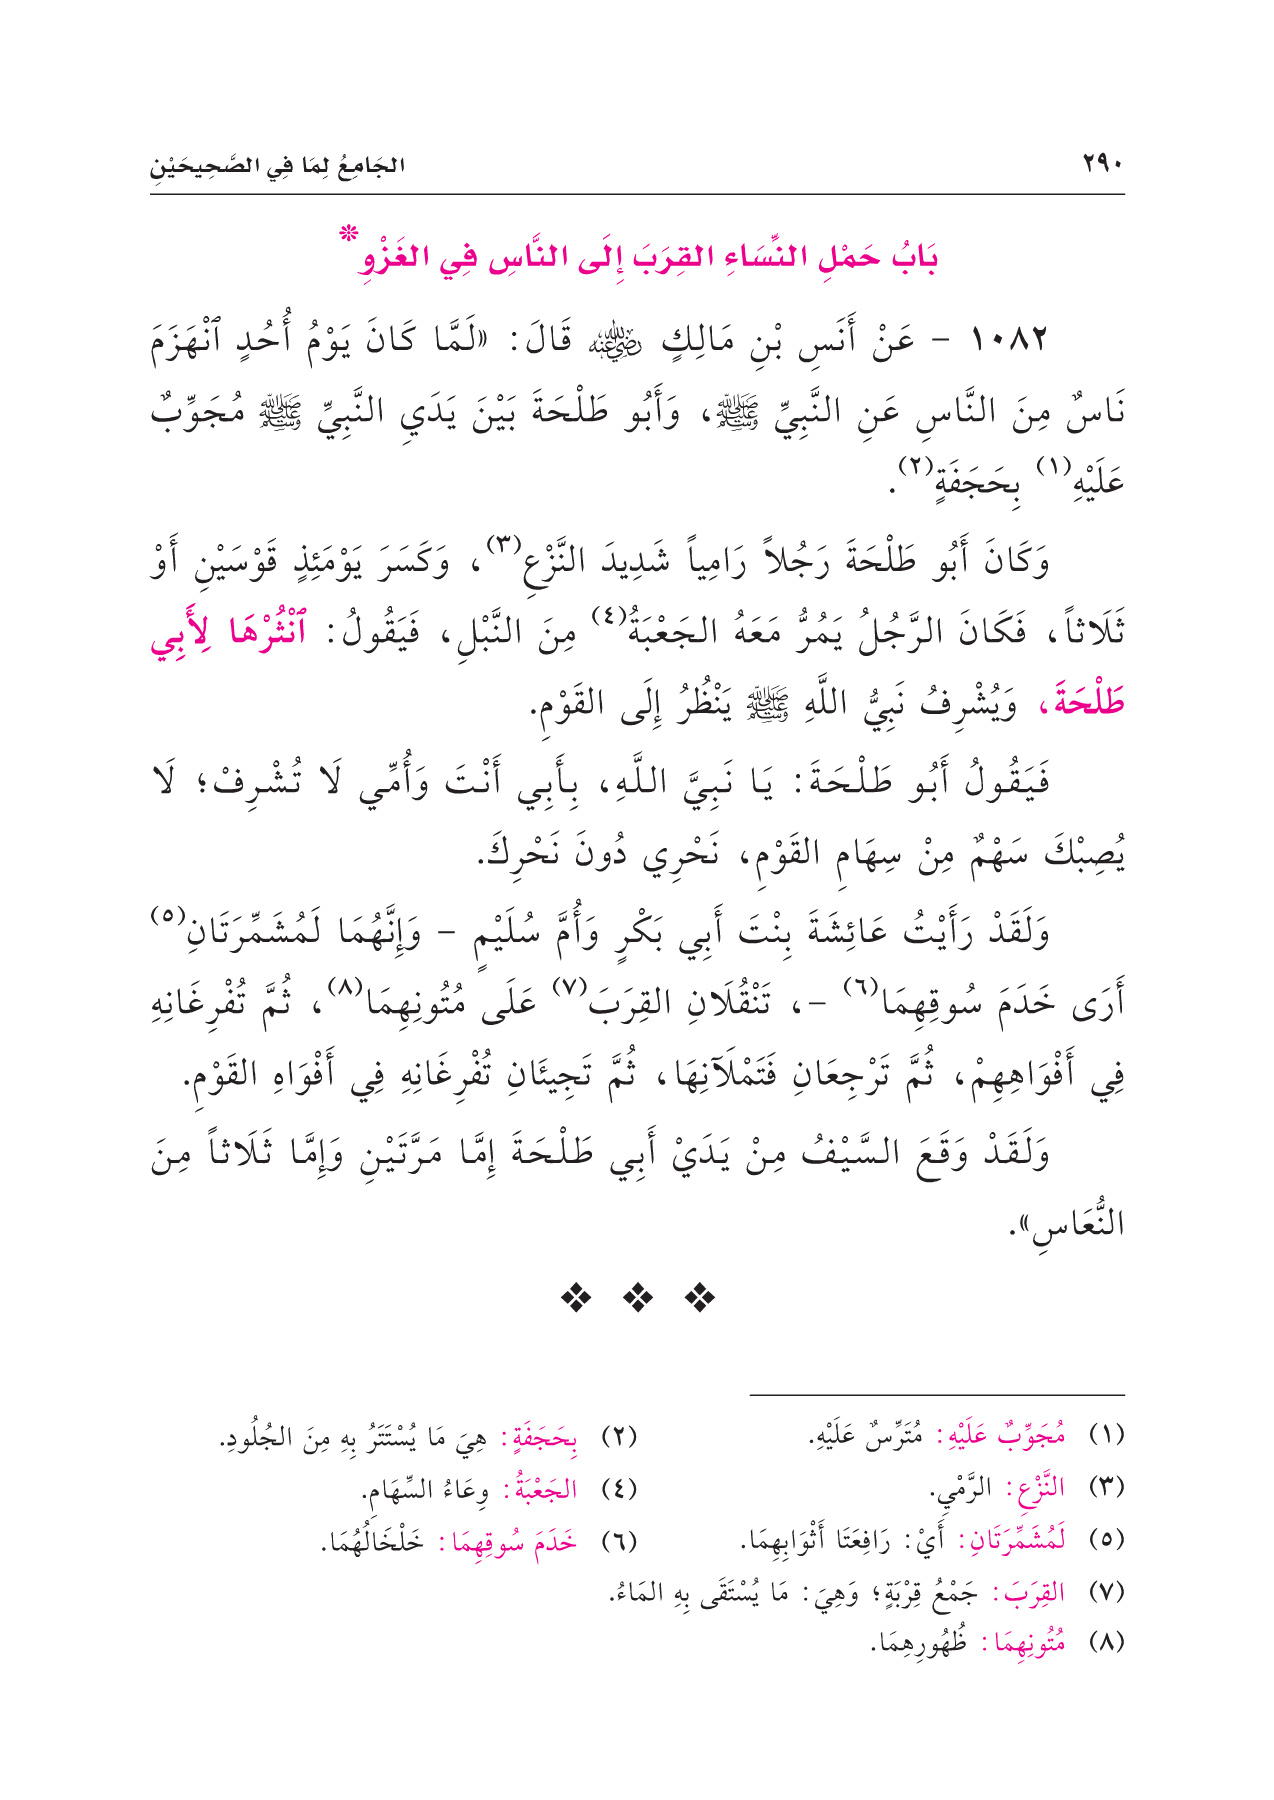 ٢٩٠ الجَامِعُ لِمَا فِي الصَّحِيحَيْنِ
بَابُ حَمْلِ النِّسَاءِ القِرَبَ إِلَى النَّاسِ فِي الغَزْوِ*
١٠٨٢ - عَنْ أَنَسِ بْنِ مَالِكٍ رضي الله عنه قَالَ: «لَمَّا كَانَ يَوْمُ أُحُدٍ ٱنْهَزَمَ
نَاسٌ مِنَ النَّاسِ عَنِ النَّبِيِّ ﷺ، وَأَبُو طَلْحَةَ بَيْنَ يَدَيِ النَّبِيِّ ﷺ مُجَوِّبٌ
عَلَيْهِ(١) بِحَجَفَةٍ(٢).
وَكَانَ أَبُو طَلْحَةَ رَجُلاً رَامِياً شَدِيدَ النَّزْعِ(٣)، وَكَسَرَ يَوْمَئِذٍ قَوْسَيْنِ أَوْ
ثَلَاثاً، فَكَانَ الرَّجُلُ يَمُرُّ مَعَهُ الجَعْبَةُ(٤) مِنَ النَّبْلِ، فَيَقُولُ: ٱنْثُرْهَا لِأَبِي
طَلْحَةَ، وَيُشْرِفُ نَبِيُّ اللَّهِ ﷺ يَنْظُرُ إِلَى القَوْمِ.
فَيَقُولُ أَبُو طَلْحَةَ: يَا نَبِيَّ اللَّهِ، بِأَبِي أَنْتَ وَأُمِّي لَا تُشْرِفْ؛ لَا
يُصِبْكَ سَهْمٌ مِنْ سِهَامِ القَوْمِ، نَحْرِي دُونَ نَحْرِكَ.
وَلَقَدْ رَأَيْتُ عَائِشَةَ بِنْتَ أَبِي بَكْرٍ وَأُمَّ سُلَيْمٍ - وَإِنَّهُمَا لَمُشَمِّرَتَانِ(٥)
أَرَى خَدَمَ سُوقِهِمَا(٦) -، تَنْقُلَانِ القِرَبَ(٧) عَلَى مُتُونِهِمَا(٨)، ثُمَّ تُفْرِغَانِهِ
فِي أَفْوَاهِهِمْ، ثُمَّ تَرْجِعَانِ فَتَمْلَآنِهَا، ثُمَّ تَجِيئَانِ تُفْرِغَانِهِ فِي أَفْوَاهِ القَوْمِ.
وَلَقَدْ وَقَعَ السَّيْفُ مِنْ يَدَيْ أَبِي طَلْحَةَ إِمَّا مَرَّتَيْنِ وَإِمَّا ثَلَاثاً مِنَ
النُّعَاسِ».
(١) مُجَوِّبٌ عَلَيْهِ: مُتَرِّسٌ عَلَيْهِ. (٢) بِحَجَفَةٍ: هِيَ مَا يُسْتَتَرُ بِهِ مِنَ الجُلُودِ.
(٣) النَّزْعِ: الرَّمْيِ. (٤) الجَعْبَةُ: وِعَاءُ السِّهَامِ.
(٥) لَمُشَمِّرَتَانِ: أَيْ: رَافِعَتَا أَثْوَابِهِمَا. (٦) خَدَمَ سُوقِهِمَا: خَلْخَالُهُمَا.
(٧) القِرَبَ: جَمْعُ قِرْبَةٍ؛ وَهِيَ: مَا يُسْتَقَى بِهِ المَاءُ.
(٨) مُتُونِهِمَا: ظُهُورِهِمَا.